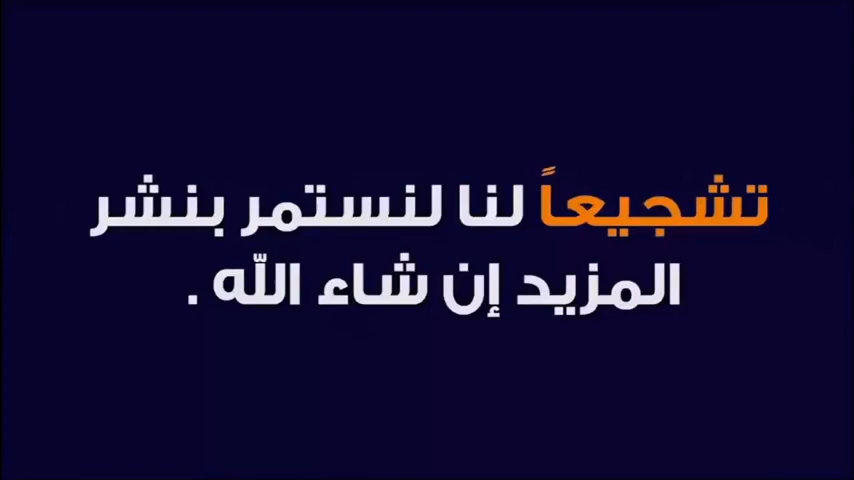 تشجيعاً لنا لنستمر بنشر
المزيد إن شاء الله .